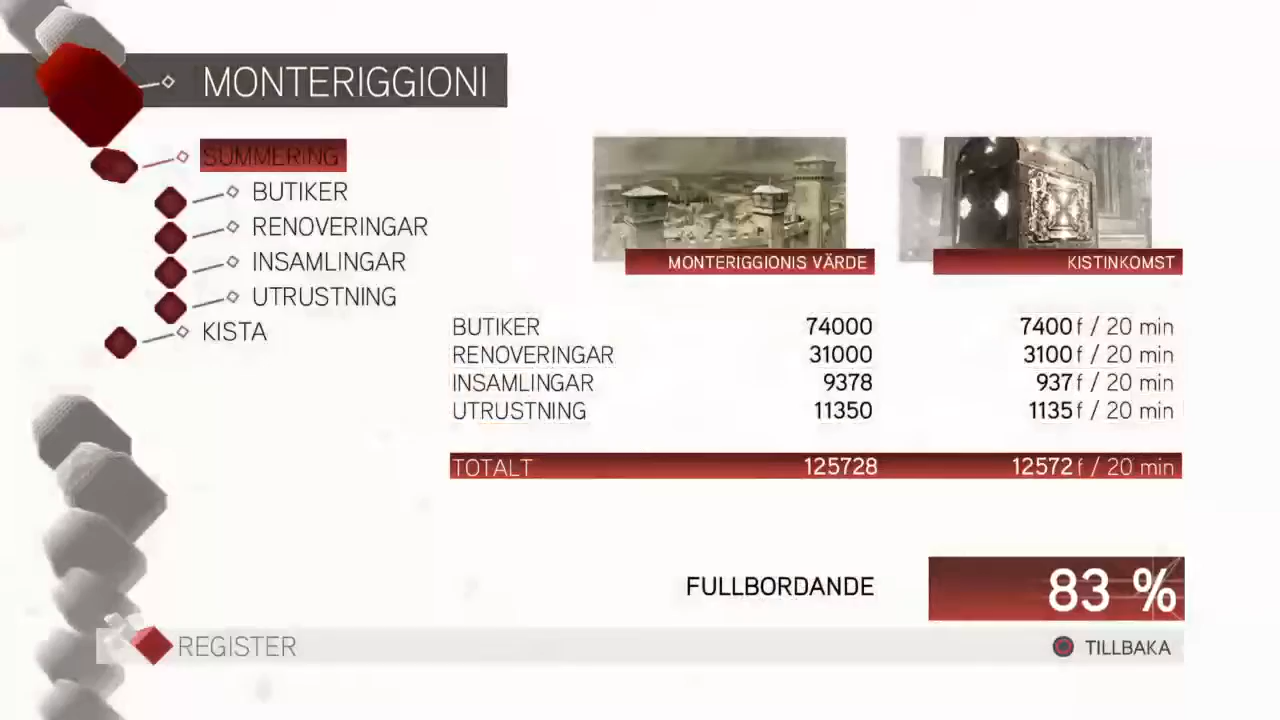 MONTERIGGIONI
SUMMERING
BUTIKER
RENOVERINGAR
INSAMLINGAR
UTRUSTNING
KISTA
MONTERIGGIONIS VÄRDE KISTINKOMST
BUTIKER 74000 7400 f / 20 min
RENOVERINGAR 31000 3100 f / 20 min
INSAMLINGAR 9378 937 f / 20 min
UTRUSTNING 11350 1135 f / 20 min
TOTALT 125728 12572 f / 20 min
FULLBORDANDE 83 %
REGISTER TILLBAKA